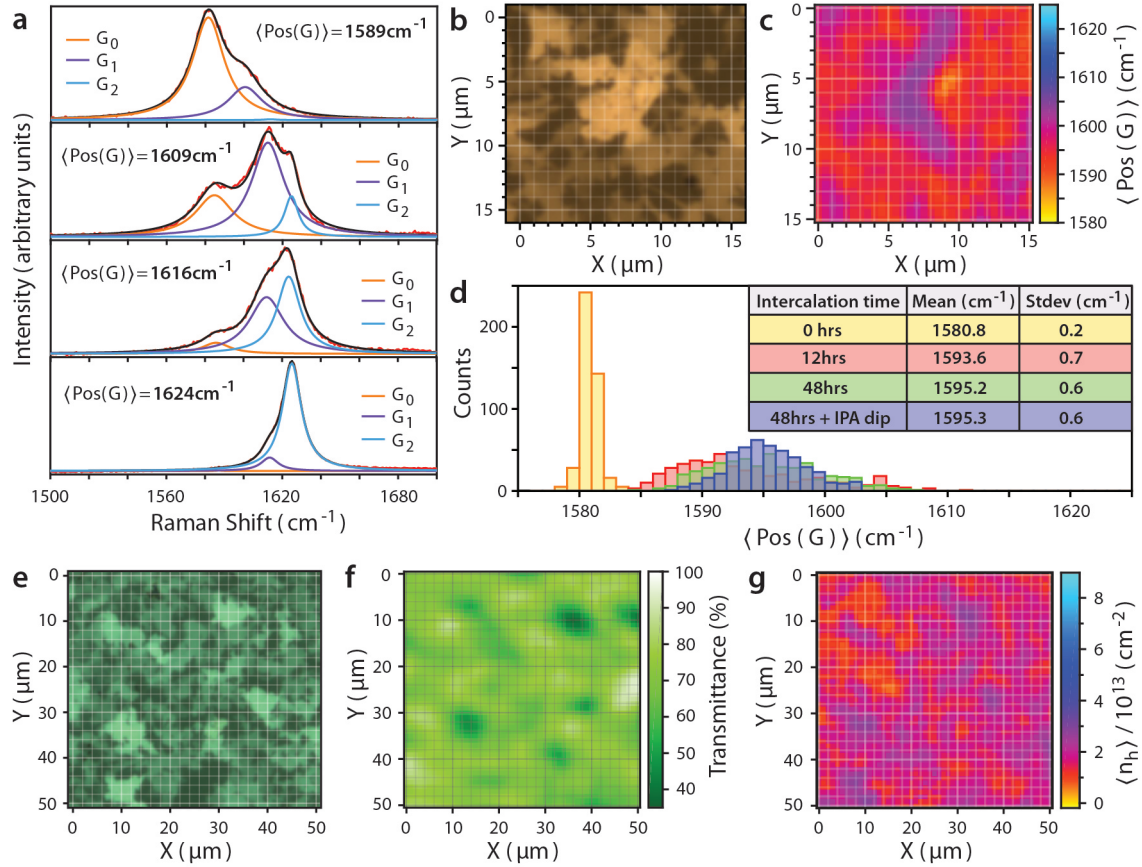 a
Intensity (arbitrary units)
G0
G1
G2
⟨Pos(G)⟩=1589cm-1
⟨Pos(G)⟩=1609cm-1
G0
G1
G2
⟨Pos(G)⟩=1616cm-1
G0
G1
G2
⟨Pos(G)⟩=1624cm-1
G0
G1
G2
1500 1560 1620 1680
Raman Shift (cm-1)
b
Y (µm)
0
5
10
15
0 5 10 15
X (µm)
c
Y (µm)
0
5
10
15
0 5 10 15
X (µm)
1620
1610
1600
1590
1580
⟨Pos(G)⟩ (cm-1)
d
Counts
200
100
0
Intercalation time Mean (cm-1) Stdev (cm-1)
0 hrs 1580.8 0.2
12hrs 1593.6 0.7
48hrs 1595.2 0.6
48hrs + IPA dip 1595.3 0.6
1580 1590 1600 1610 1620
⟨Pos(G)⟩ (cm-1)
e
Y (µm)
0
10
20
30
40
50
0 10 20 30 40 50
X (µm)
f
Y (µm)
0
10
20
30
40
50
0 10 20 30 40 50
X (µm)
100
90
80
70
60
50
40
Transmittance (%)
g
Y (µm)
0
10
20
30
40
50
0 10 20 30 40 50
X (µm)
8
6
4
2
0
⟨nh⟩ / 10^13 (cm-2)